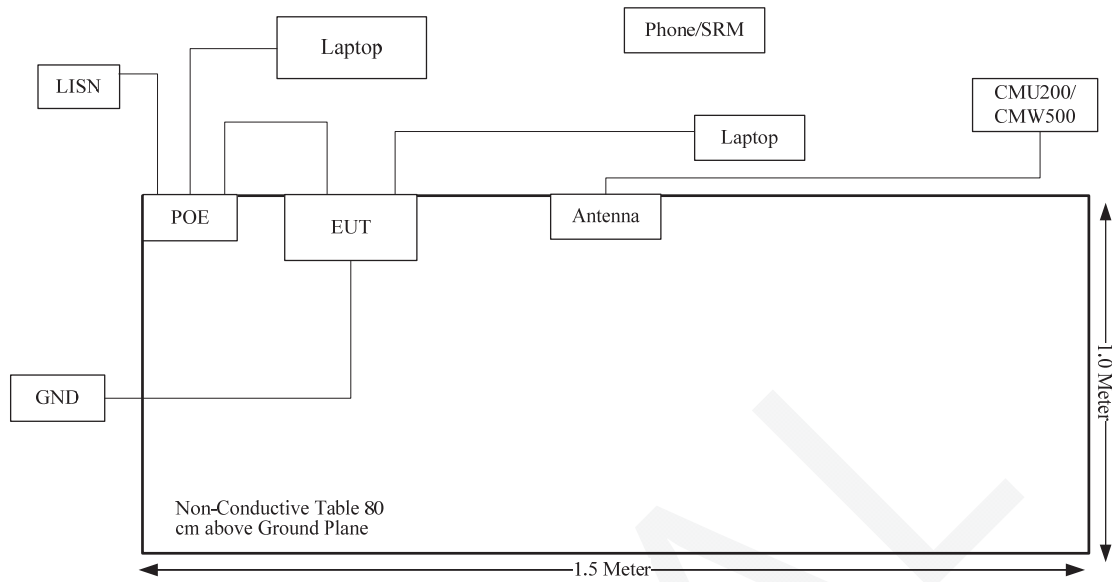 Phone/SRM
Laptop
LISN
CMU200/
CMW500
Laptop
POE
EUT
Antenna
GND
1.0 Meter
Non-Conductive Table 80
cm above Ground Plane
1.5 Meter